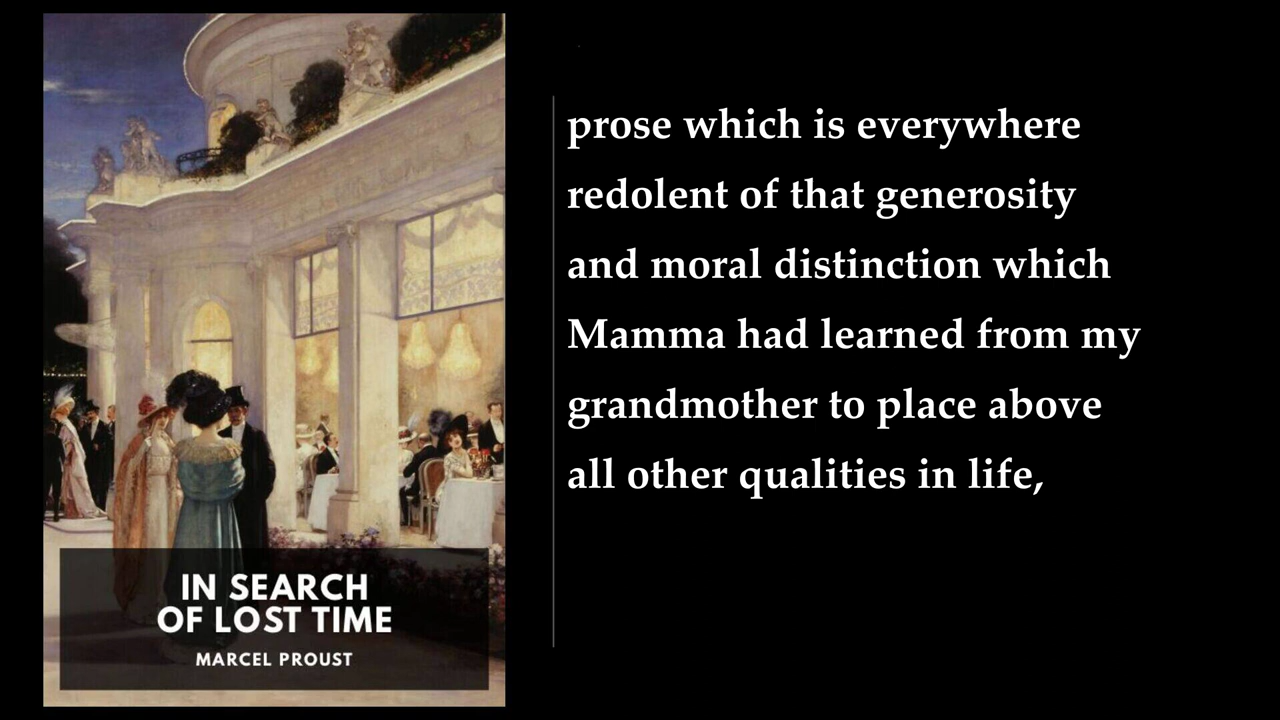 IN SEARCH
OF LOST TIME
MARCEL PROUST
prose which is everywhere
redolent of that generosity
and moral distinction which
Mamma had learned from my
grandmother to place above
all other qualities in life,